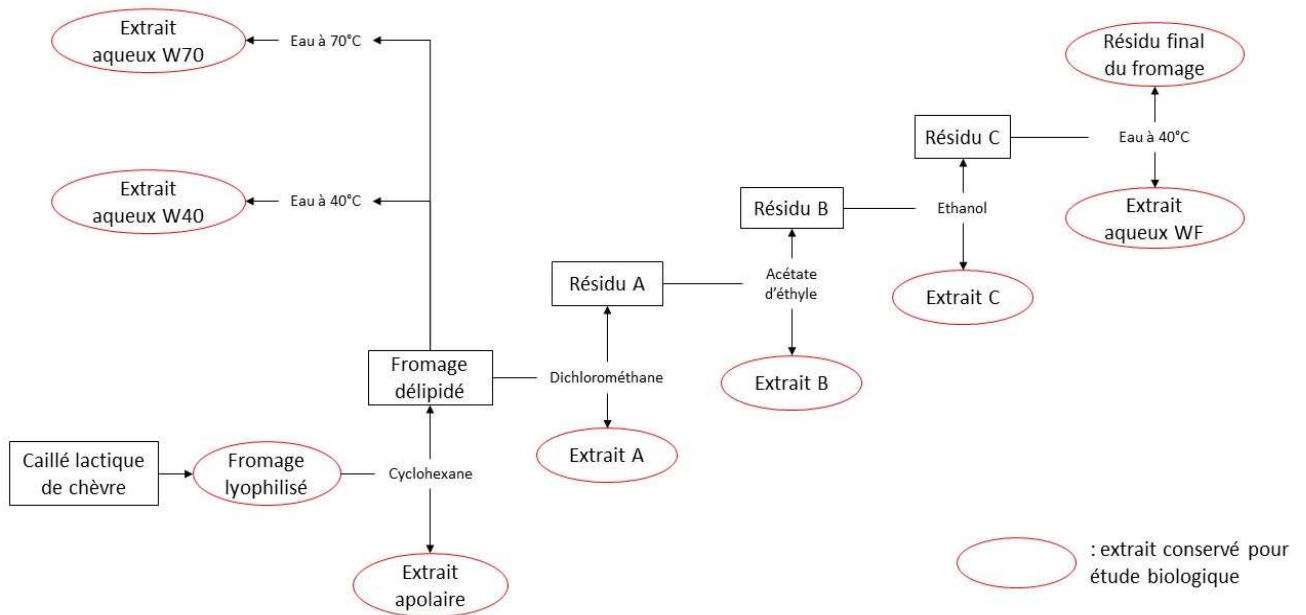 Extrait
aqueux W70
Eau à 70°C
Résidu final
du fromage
Résidu C
Eau à 40°C
Extrait
aqueux W40
Eau à 40°C
Résidu B
Ethanol
Extrait
aqueux WF
Résidu A
Acétate
d'éthyle
Extrait C
Fromage
délipidé
Dichlorométhane
Extrait B
Extrait A
Caillé lactique
de chèvre
Fromage
lyophilisé
Cyclohexane
Extrait
apolaire
: extrait conservé pour
étude biologique